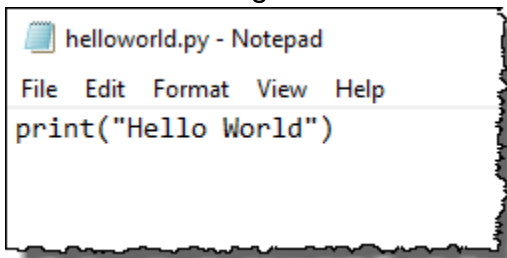 helloworld.py - Notepad
File Edit Format View Help
print("Hello World")